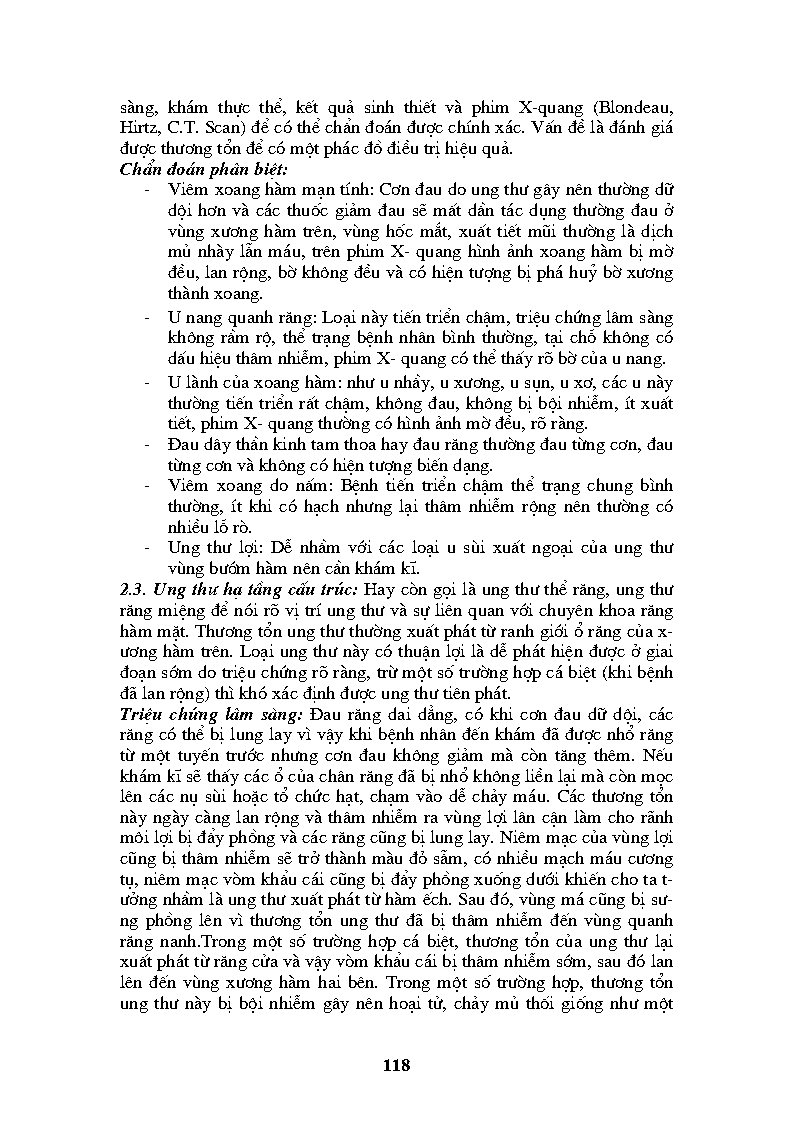 sàng, khám thực thể, kết quả sinh thiết và phim X-quang (Blondeau,
Hirtz, C.T. Scan) để có thể chẩn đoán được chính xác. Vấn đề là đánh giá
được thương tổn để có một phác đồ điều trị hiệu quả.
Chẩn đoán phân biệt:
- Viêm xoang hàm mạn tính: Cơn đau do ung thư gây nên thường dữ
dội hơn và các thuốc giảm đau sẽ mất dần tác dụng thường đau ở
vùng xương hàm trên, vùng hốc mắt, xuất tiết mũi thường là dịch
mủ nhày lẫn máu, trên phim X- quang hình ảnh xoang hàm bị mờ
đều, lan rộng, bờ không đều và có hiện tượng bị phá huỷ bờ xương
thành xoang.
- U nang quanh răng: Loại này tiến triển chậm, triệu chứng lâm sàng
không rầm rộ, thể trạng bệnh nhân bình thường, tại chỗ không có
dấu hiệu thâm nhiễm, phim X- quang có thể thấy rõ bờ của u nang.
- U lành của xoang hàm: như u nhầy, u xương, u sụn, u xơ, các u này
thường tiến triển rất chậm, không đau, không bị bội nhiễm, ít xuất
tiết, phim X- quang thường có hình ảnh mờ đều, rõ ràng.
- Đau dây thần kinh tam thoa hay đau răng thường đau từng cơn, đau
từng cơn và không có hiện tượng biến dạng.
- Viêm xoang do nấm: Bệnh tiến triển chậm thể trạng chung bình
thường, ít khi có hạch nhưng lại thâm nhiễm rộng nên thường có
nhiều lỗ rò.
- Ung thư lợi: Dễ nhầm với các loại u sùi xuất ngoại của ung thư
vùng bướm hàm nên cần khám kĩ.
2.3. Ung thư hạ tầng cấu trúc: Hay còn gọi là ung thư thể răng, ung thư
răng miệng để nói rõ vị trí ung thư và sự liên quan với chuyên khoa răng
hàm mặt. Thương tổn ung thư thường xuất phát từ ranh giới ổ răng của x-
ương hàm trên. Loại ung thư này có thuận lợi là dễ phát hiện được ở giai
đoạn sớm do triệu chứng rõ ràng, trừ một số trường hợp cá biệt (khi bệnh
đã lan rộng) thì khó xác định được ung thư tiên phát.
Triệu chứng lâm sàng: Đau răng dai dẳng, có khi cơn đau dữ dội, các
răng có thể bị lung lay vì vậy khi bệnh nhân đến khám đã được nhổ răng
từ một tuyến trước nhưng cơn đau không giảm mà còn tăng thêm. Nếu
khám kĩ sẽ thấy các ổ của chân răng đã bị nhổ không liền lại mà còn mọc
lên các nụ sùi hoặc tổ chức hạt, chạm vào dễ chảy máu. Các thương tổn
này ngày càng lan rộng và thâm nhiễm ra vùng lợi lân cận làm cho rãnh
môi lợi bị đẩy phồng và các răng cũng bị lung lay. Niêm mạc của vùng lợi
cũng bị thâm nhiễm sẽ trở thành màu đỏ sẫm, có nhiều mạch máu cương
tụ, niêm mạc vòm khẩu cái cũng bị đẩy phồng xuống dưới khiến cho ta t-
ưởng nhầm là ung thư xuất phát từ hàm ếch. Sau đó, vùng má cũng bị sư-
ng phồng lên vì thương tổn ung thư đã bị thâm nhiễm đến vùng quanh
răng nanh.Trong một số trường hợp cá biệt, thương tổn của ung thư lại
xuất phát từ răng cửa và vậy vòm khẩu cái bị thâm nhiễm sớm, sau đó lan
lên đến vùng xương hàm hai bên. Trong một số trường hợp, thương tổn
ung thư này bị bội nhiễm gây nên hoại tử, chảy mủ thối giống như một
118